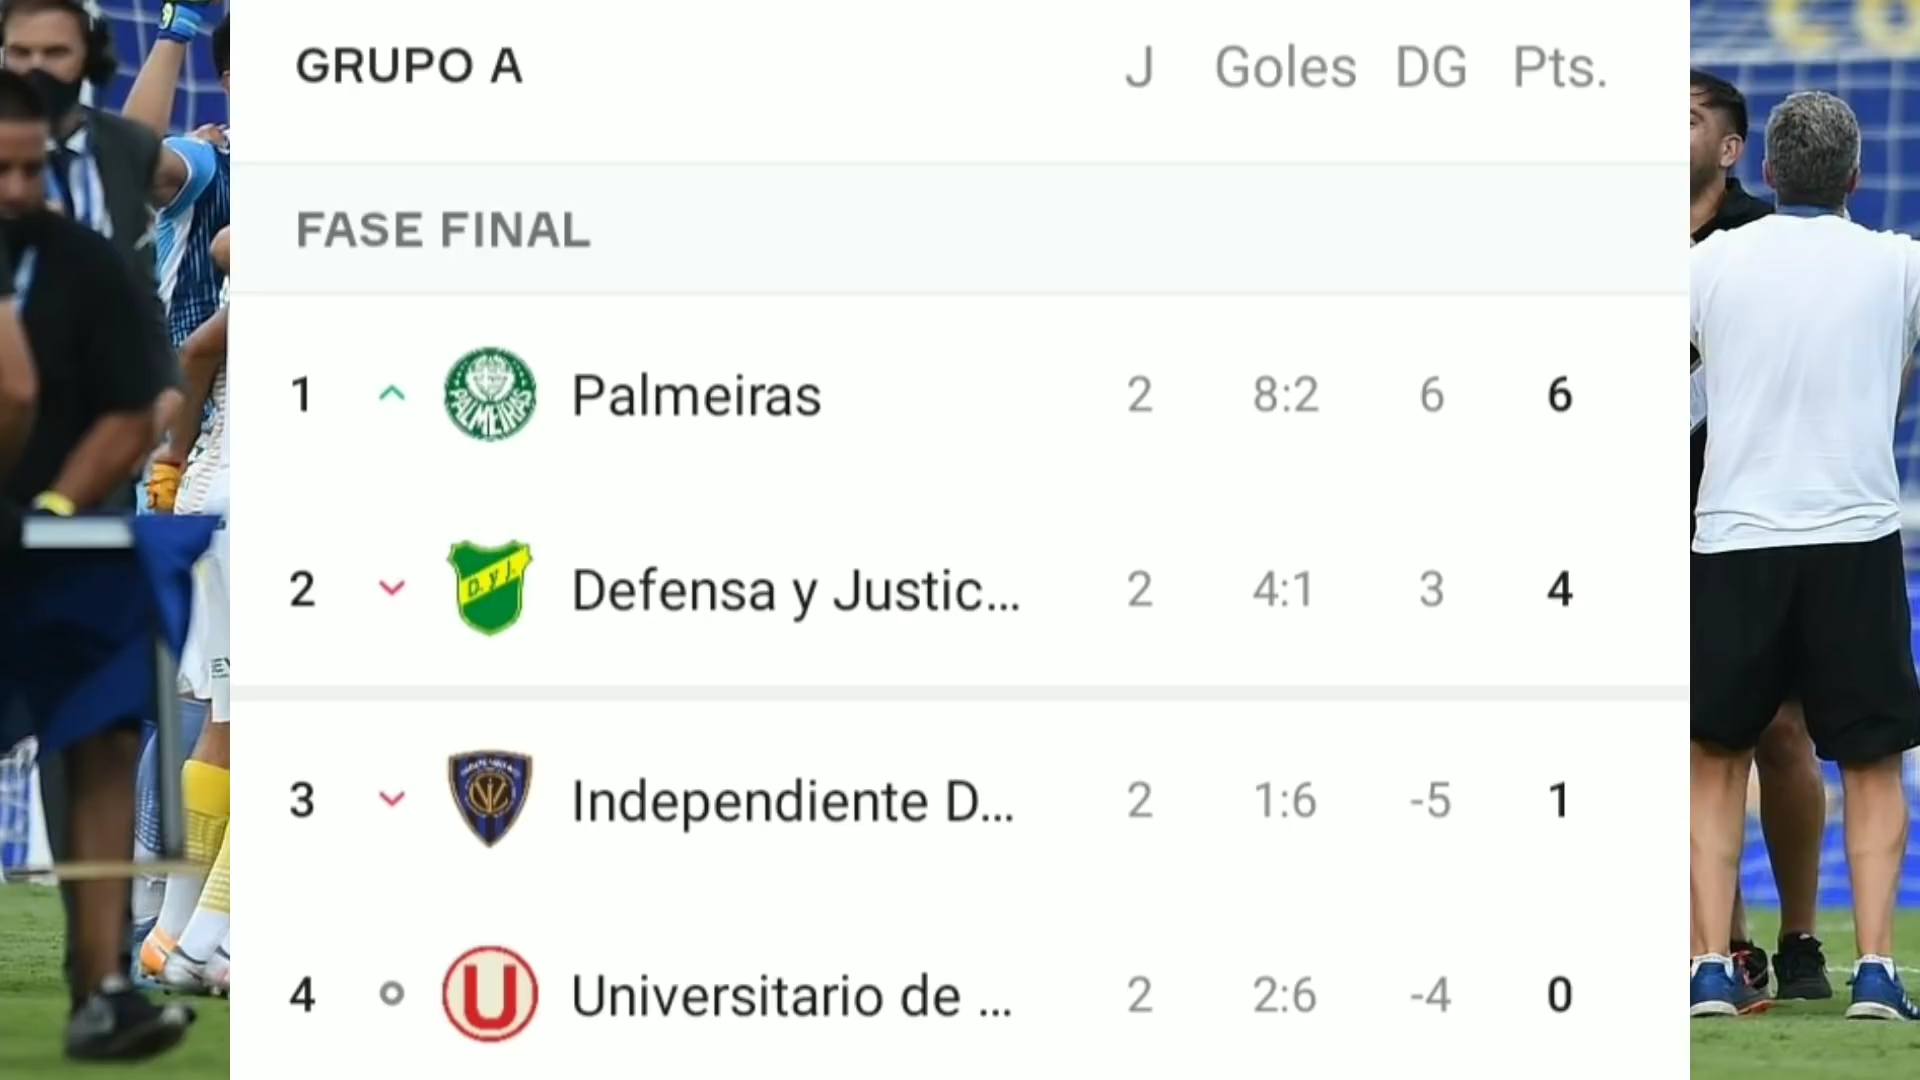 GRUPO A J Goles DG Pts.
FASE FINAL
1 PALMEIRAS Palmeiras 2 8:2 6 6
2 D. y J. Defensa y Justic... 2 4:1 3 4
3 Independiente D... 2 1:6 -5 1
4 U Universitario de ... 2 2:6 -4 0